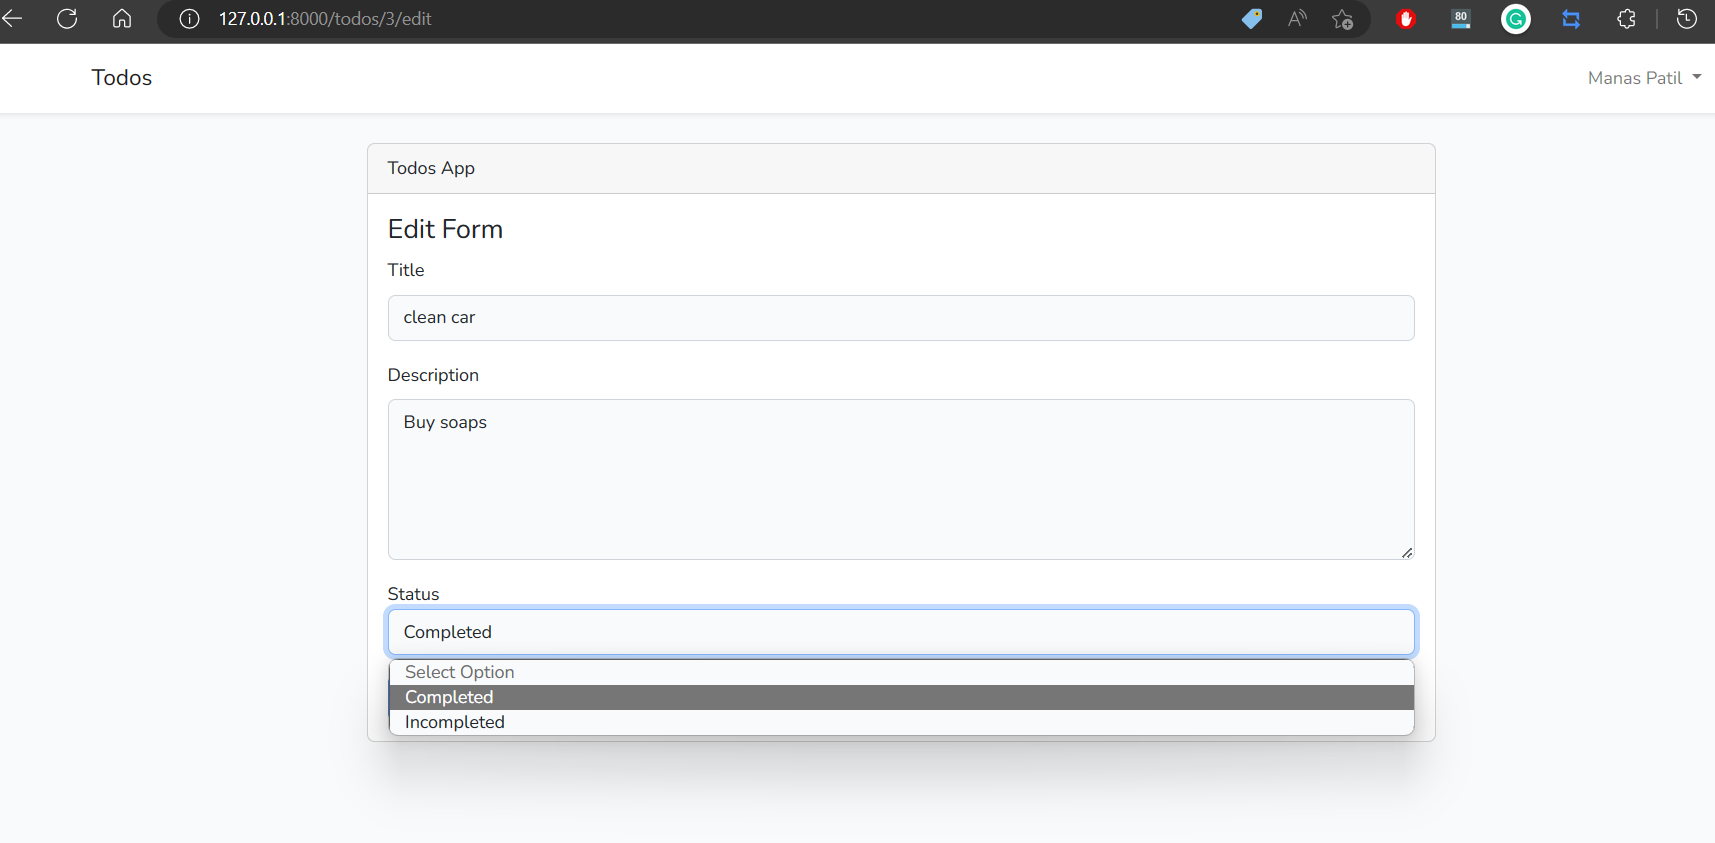 127.0.0.1:8000/todos/3/edit
80
Todos
Manas Patil
Todos App
Edit Form
Title
clean car
Description
Buy soaps
Status
Completed
Select Option
Completed
Incompleted